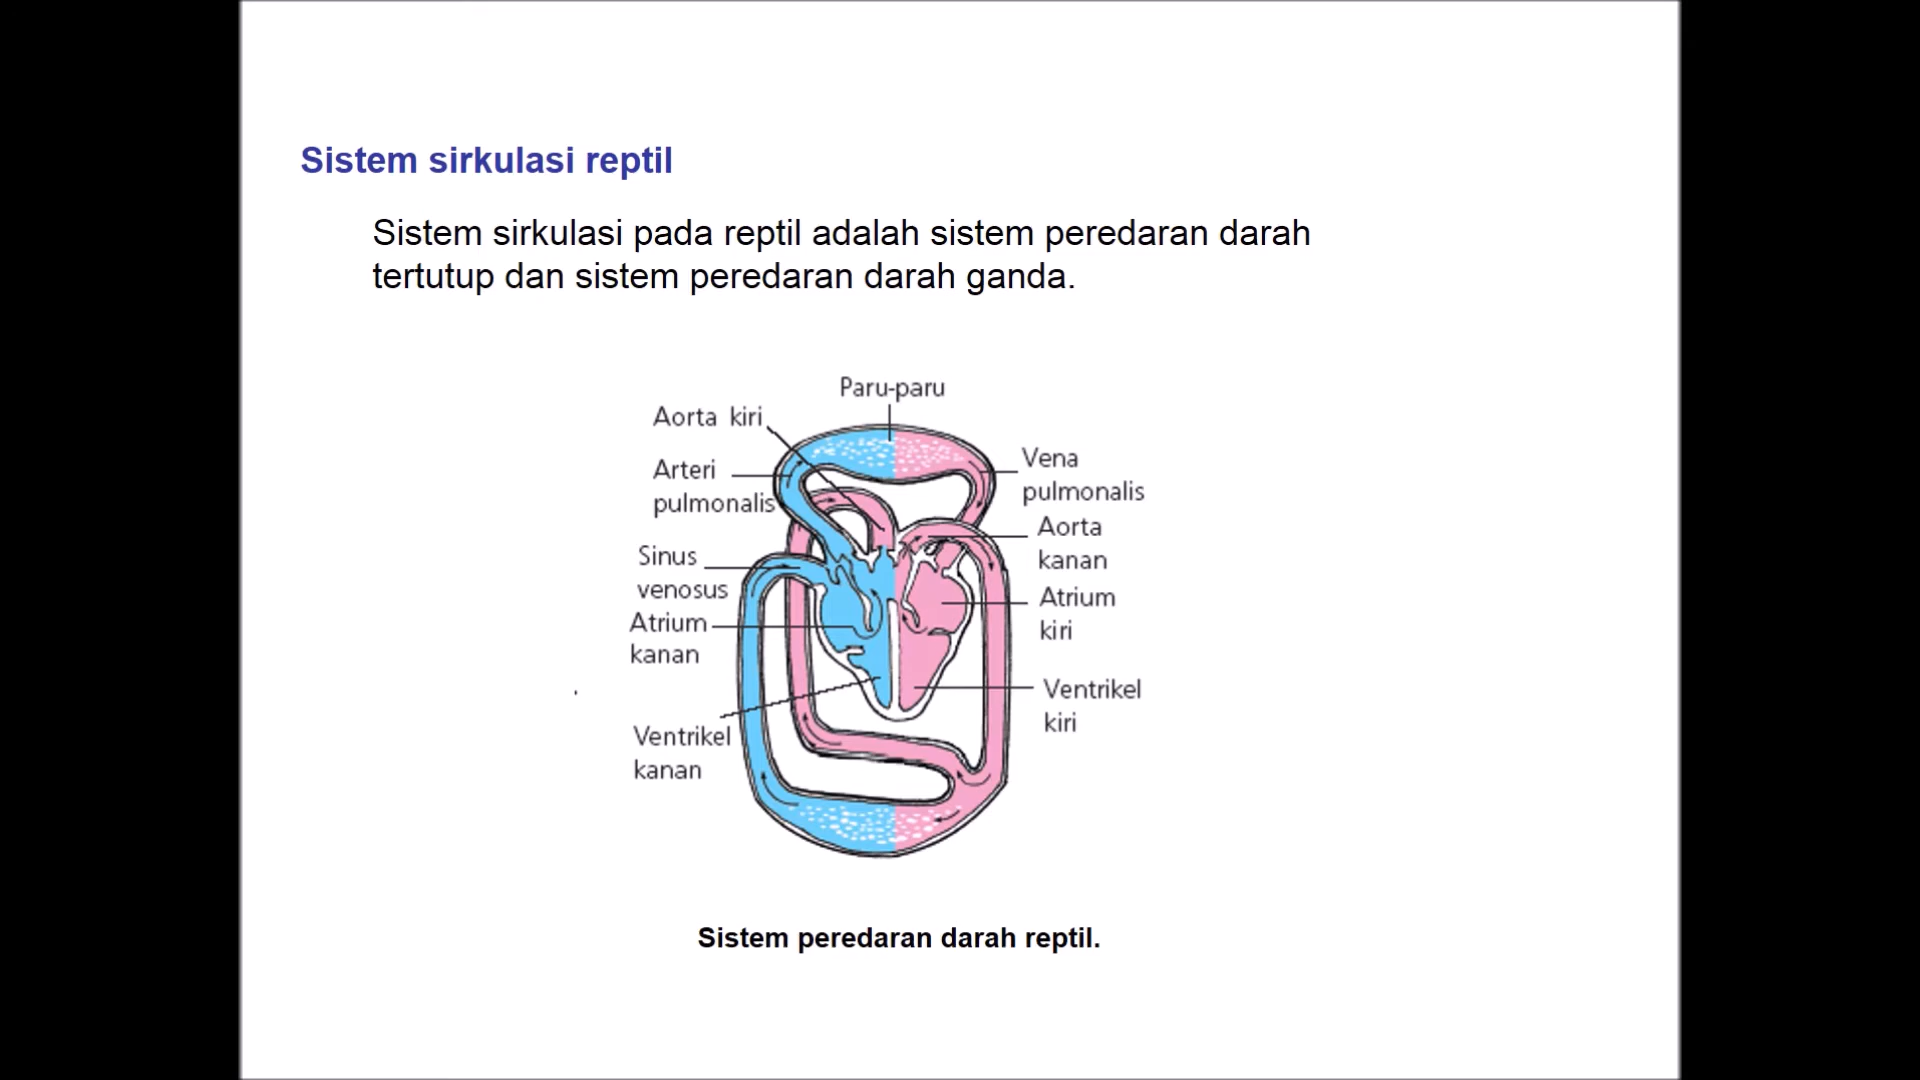 Sistem sirkulasi reptil
Sistem sirkulasi pada reptil adalah sistem peredaran darah
tertutup dan sistem peredaran darah ganda.
Paru-paru
Aorta kiri
Arteri
pulmonalis
Sinus
venosus
Atrium
kanan
Ventrikel
kanan
Vena
pulmonalis
Aorta
kanan
Atrium
kiri
Ventrikel
kiri
Sistem peredaran darah reptil.